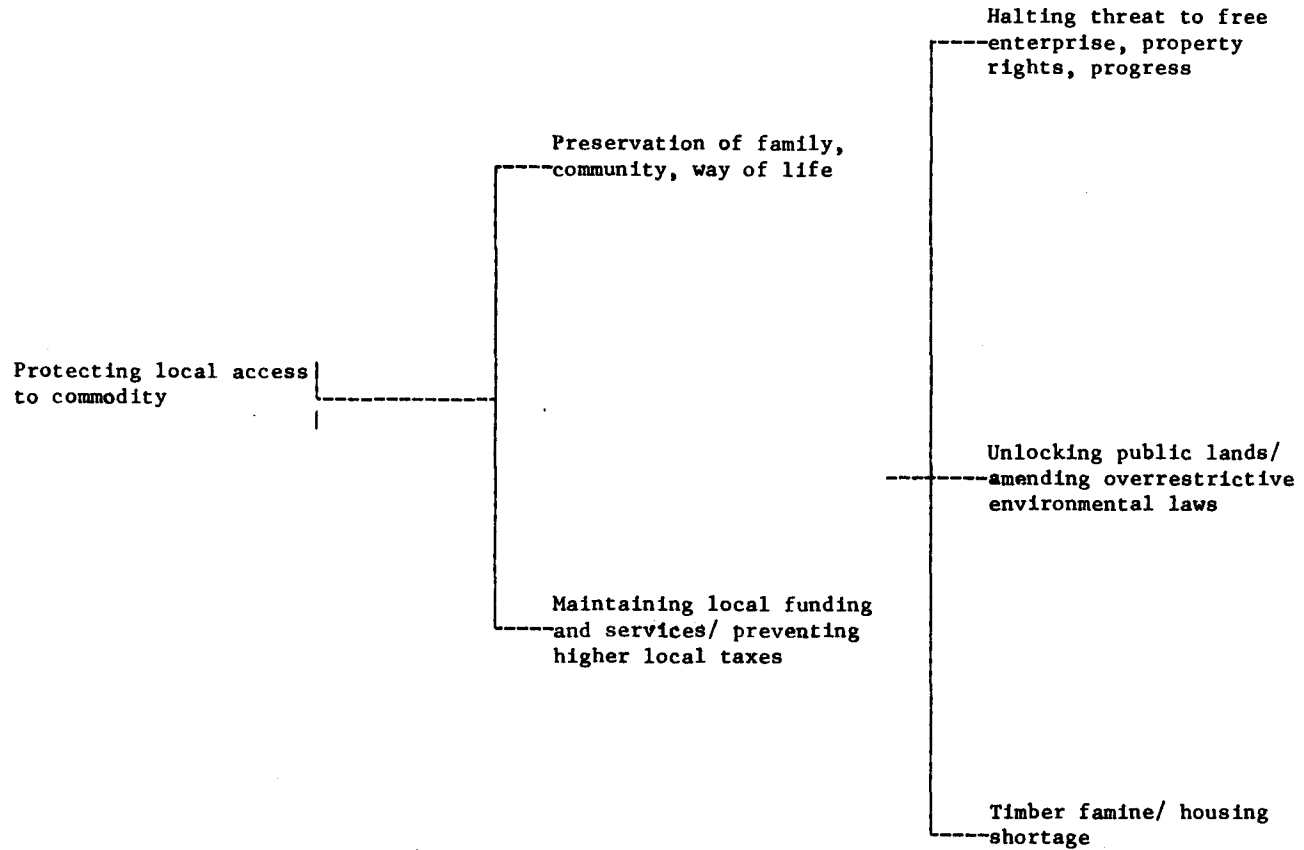 Halting threat to free
enterprise, property
rights, progress
Preservation of family,
community, way of life
Protecting local access
to commodity
Unlocking public lands/
amending overrestrictive
environmental laws
Maintaining local funding
and services/ preventing
higher local taxes
Timber famine/ housing
shortage